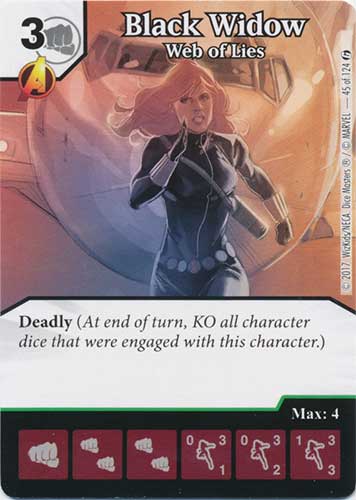 3
Black Widow
Web of Lies
45 of 124
© 2017. WizKids/NECA. Dice Masters ® / © MARVEL
Deadly (At end of turn, KO all character
dice that were engaged with this character.)
Max: 4
0 3 1
0 3 2
1 3 3